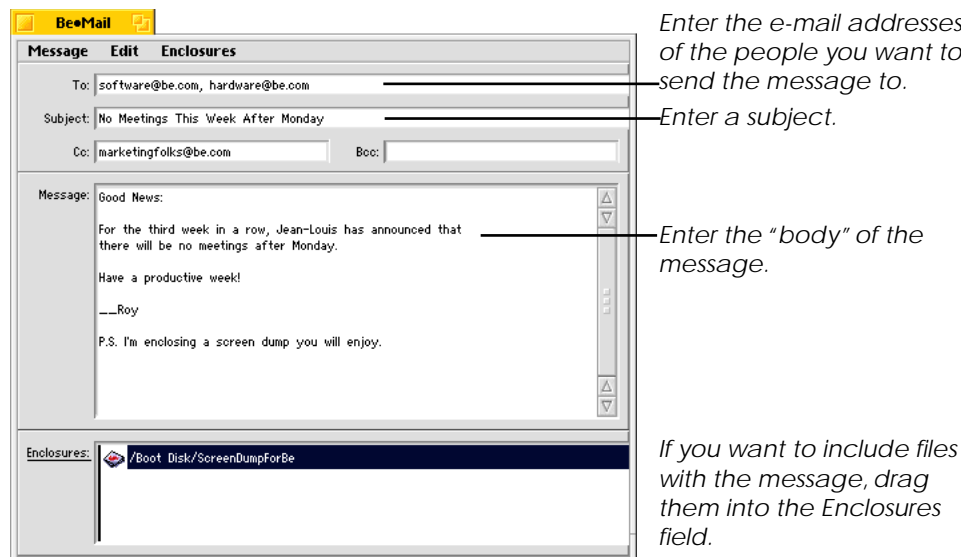 Be•Mail
Message Edit Enclosures
To: software@be.com, hardware@be.com
Subject: No Meetings This Week After Monday
Cc: marketingfolks@be.com Bcc:
Message: Good News:
For the third week in a row, Jean-Louis has announced that
there will be no meetings after Monday.
Have a productive week!
__Roy
P.S. I'm enclosing a screen dump you will enjoy.
Enclosures: /Boot Disk/ScreenDumpForBe
Enter the e-mail addresses
of the people you want to
send the message to.
Enter a subject.
Enter the “body” of the
message.
If you want to include files
with the message, drag
them into the Enclosures
field.